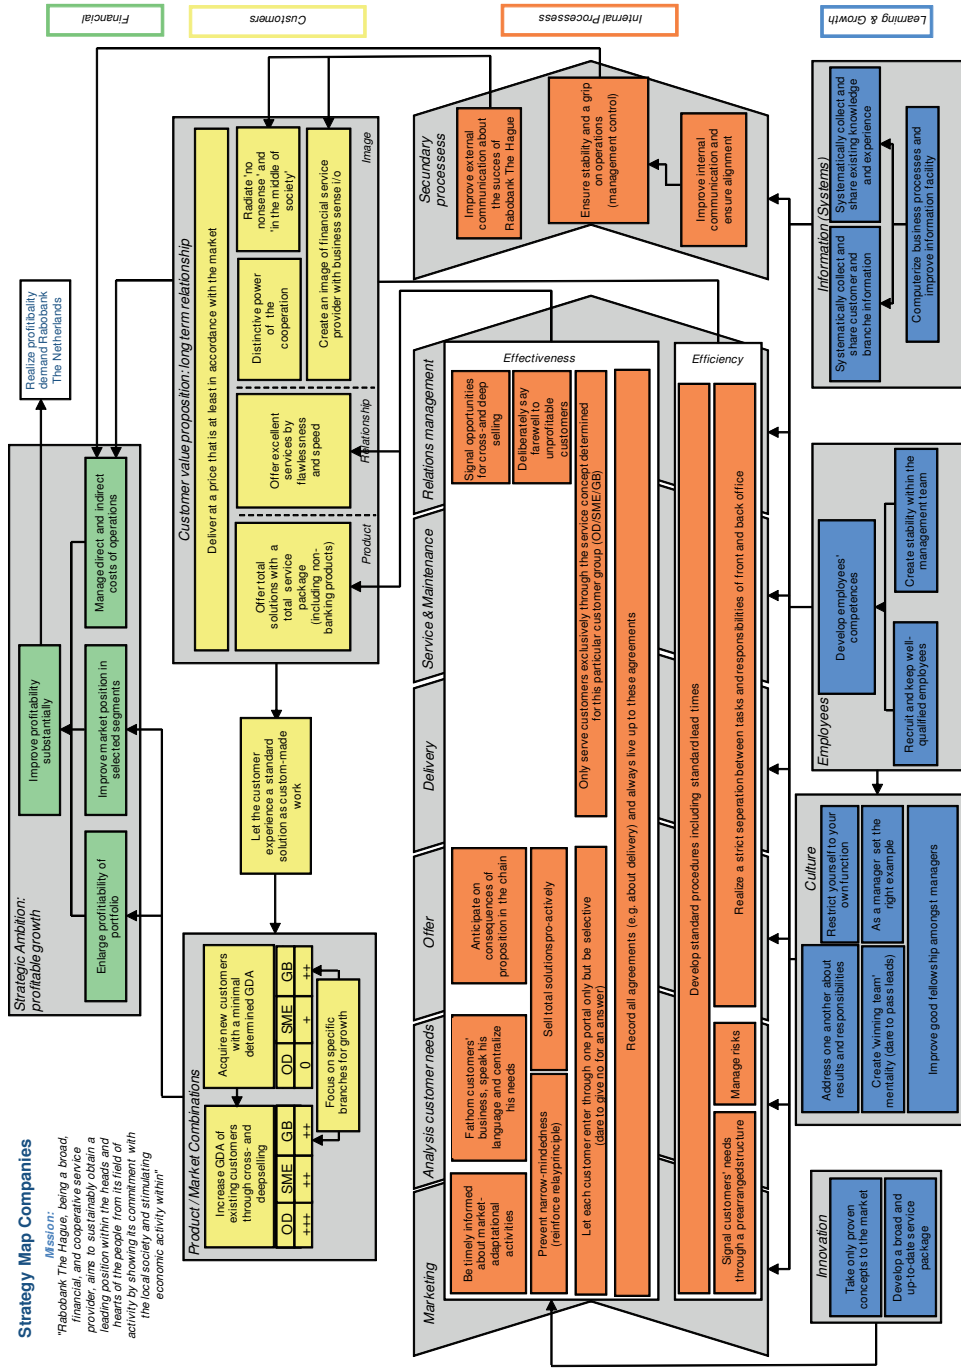 Strategy Map Companies
Mission:
"Rabobank The Hague, being a broad,
financial, and cooperative service
provider, aims to sustainably obtain a
leading position within the heads and
hearts of the people from its field of
activity by showing its commitment with
the local society and stimulating
economic activity within"
Strategic Ambition:
profitable growth
Improve profitability
substantially
Enlarge profitiability of
portfolio
Improve market position in
selected segments
Manage direct and indirect
costs of operations
Realize profitibality
demand Rabobank
The Netherlands
Financial
Product / Market Combinations
Increase GDA of
existing customers
through cross- and
deepselling
OD SME GB
+++ ++ ++
Acquire new customers
with a minimal
determined GDA
OD SME GB
0 + ++
Focus on specific
branches for growth
Let the customer
experience a standard
solution as custom-made
work
Customer value proposition: long term relationship
Deliver at a price that is at least in accordance with the market
Offer total
solutions with a
total service
package
(including non-
banking products)
Product
Offer excellent
services by
flawlessness
and speed
Relationship
Distinctive power
of the
cooperation
Radiate 'no
nonsense' and
'in the middle of
society'
Create an image of financial service
provider with business sense i/o
Image
Customers
Marketing
Analysis customer needs
Offer
Delivery
Service & Maintenance
Relations management
Effectiveness
Be timely informed
about market-
adaptational
activities
Fathom customers'
business, speak his
language and centralize
his needs
Anticipate on
consequences of
proposition in the chain
Signal opportunities
for cross-and deep
selling
Deliberately say
farewell to
unprofitable
customers
Prevent narrow-mindedness
(reinforce relayprinciple)
Sell total solutionspro-actively
Let each customer enter through one portal only but be selective
(dare to give no for an answer)
Only serve customers exclusively through the service concept determined
for this particular customer group (OD/SME/GB)
Record all agreements (e.g. about delivery) and always live up to these agreements
Efficiency
Develop standard procedures including standard lead times
Signal customers' needs
through a prearrangedstructure
Manage risks
Realize a strict seperation between tasks and responsibilities of front and back office
Secundary
processess
Improve external
communication about
the succes of
Rabobank The Hague
Ensure stability and a grip
on operations
(management control)
Improve internal
communication and
ensure alignment
Internal Processess
Innovation
Take only proven
concepts to the market
Develop a broad and
up-to-date service
package
Culture
Address one another about
results and responsibilities
Restrict yourself to your
own function
Create 'winning team'
mentality (dare to pass leads)
As a manager set the
right example
Improve good fellowship amongst managers
Employees
Develop employees'
competences
Recruit and keep well-
qualified employees
Create stability within the
management team
Information (Systems)
Systematically collect and
share customer and
branche information
Systematically collect and
share existing knowledge
and experience
Computerize business processes and
improve information facility
Learning & Growth